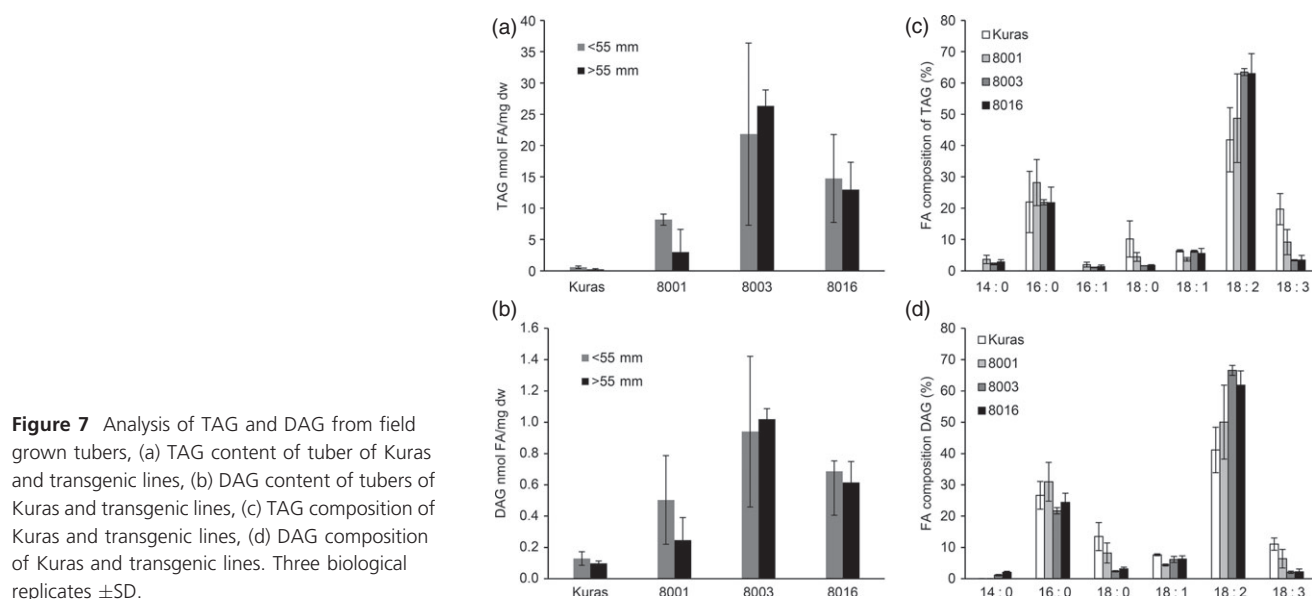 (a)
TAG nmol FA/mg dw
40
35
30
25
20
15
10
5
0
<55 mm
>55 mm
Kuras 8001 8003 8016
(c)
FA composition of TAG (%)
80
70
60
50
40
30
20
10
0
Kuras
8001
8003
8016
14 : 0 16 : 0 16 : 1 18 : 0 18 : 1 18 : 2 18 : 3
(b)
DAG nmol FA/mg dw
1.6
1.4
1.2
1.0
0.8
0.6
0.4
0.2
0.0
<55 mm
>55 mm
Kuras 8001 8003 8016
(d)
FA composition DAG (%)
80
70
60
50
40
30
20
10
0
Kuras
8001
8003
8016
14 : 0 16 : 0 18 : 0 18 : 1 18 : 2 18 : 3
Figure 7 Analysis of TAG and DAG from field
grown tubers, (a) TAG content of tuber of Kuras
and transgenic lines, (b) DAG content of tubers of
Kuras and transgenic lines, (c) TAG composition of
Kuras and transgenic lines, (d) DAG composition
of Kuras and transgenic lines. Three biological
replicates ±SD.